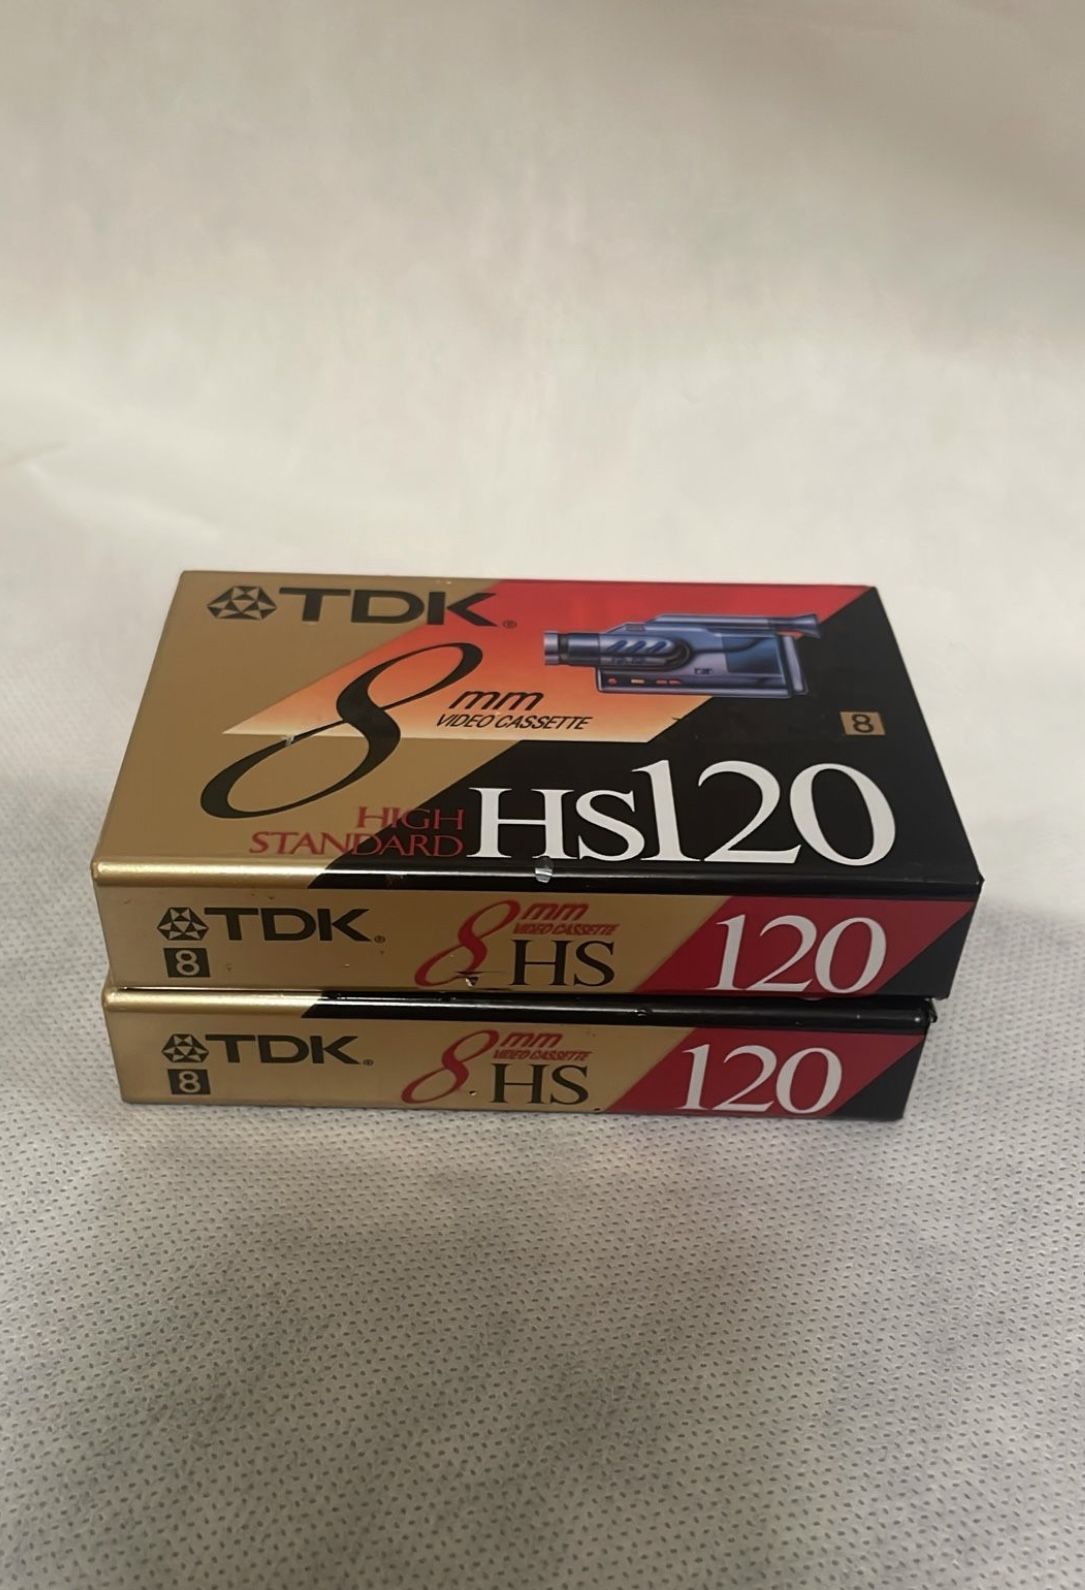 TDK®
8 mm
VIDEO CASSETTE
8
HIGH
STANDARD
HS120
TDK®
8
8 mm
VIDEO CASSETTE
HS
120
TDK®
8
8 mm
VIDEO CASSETTE
HS
120